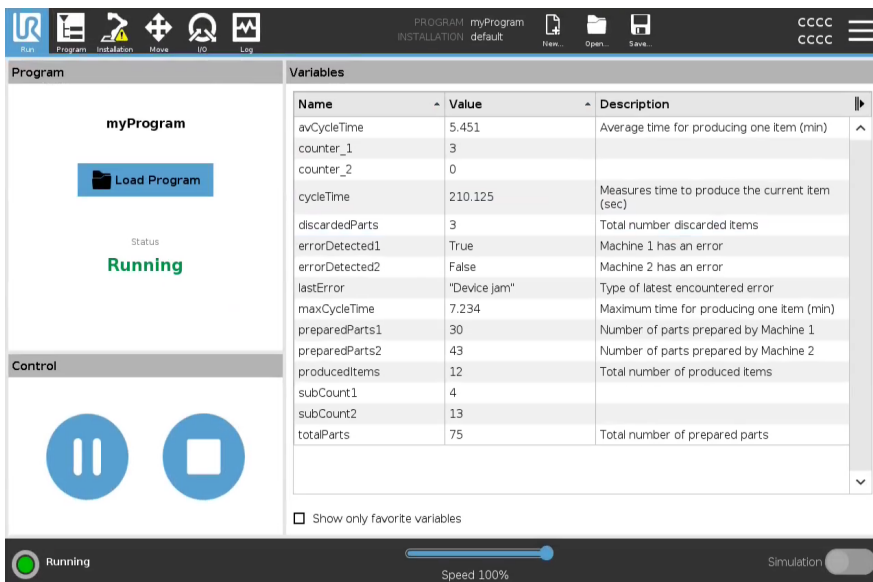 PROGRAM myProgram
INSTALLATION default
CCCC
CCCC
UR
Run
Program
Installation
Move
I/O
Log
New...
Open...
Save...
Program
Variables
myProgram
Load Program
Status
Running
Control
Name Value Description
avCycleTime 5.451 Average time for producing one item (min)
counter_1 3
counter_2 0
cycleTime 210.125 Measures time to produce the current item
(sec)
discardedParts 3 Total number discarded items
errorDetected1 True Machine 1 has an error
errorDetected2 False Machine 2 has an error
lastError "Device jam" Type of latest encountered error
maxCycleTime 7.234 Maximum time for producing one item (min)
preparedParts1 30 Number of parts prepared by Machine 1
preparedParts2 43 Number of parts prepared by Machine 2
producedItems 12 Total number of produced items
subCount1 4
subCount2 13
totalParts 75 Total number of prepared parts
Show only favorite variables
Running
Speed 100%
Simulation